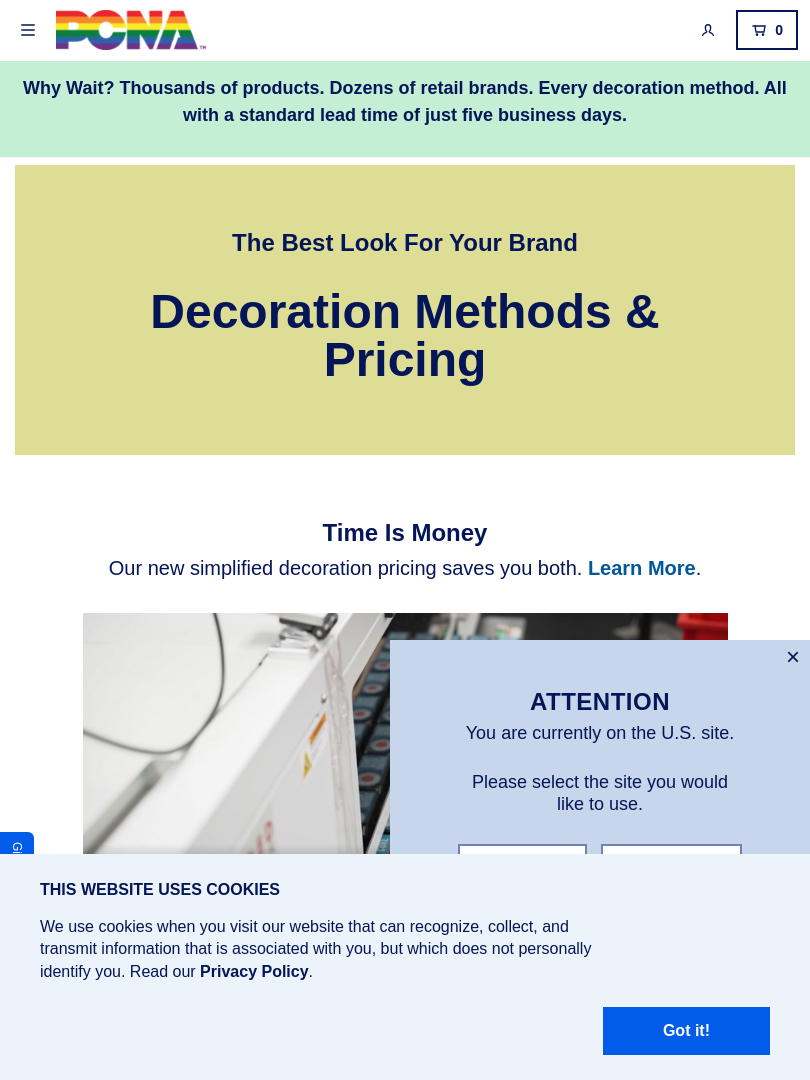 PCNA™
0
Why Wait? Thousands of products. Dozens of retail brands. Every decoration method. All
with a standard lead time of just five business days.
The Best Look For Your Brand
Decoration Methods &
Pricing
Time Is Money
Our new simplified decoration pricing saves you both. Learn More.
ATTENTION
You are currently on the U.S. site.
Please select the site you would
like to use.
THIS WEBSITE USES COOKIES
We use cookies when you visit our website that can recognize, collect, and
transmit information that is associated with you, but which does not personally
identify you. Read our Privacy Policy.
Got it!